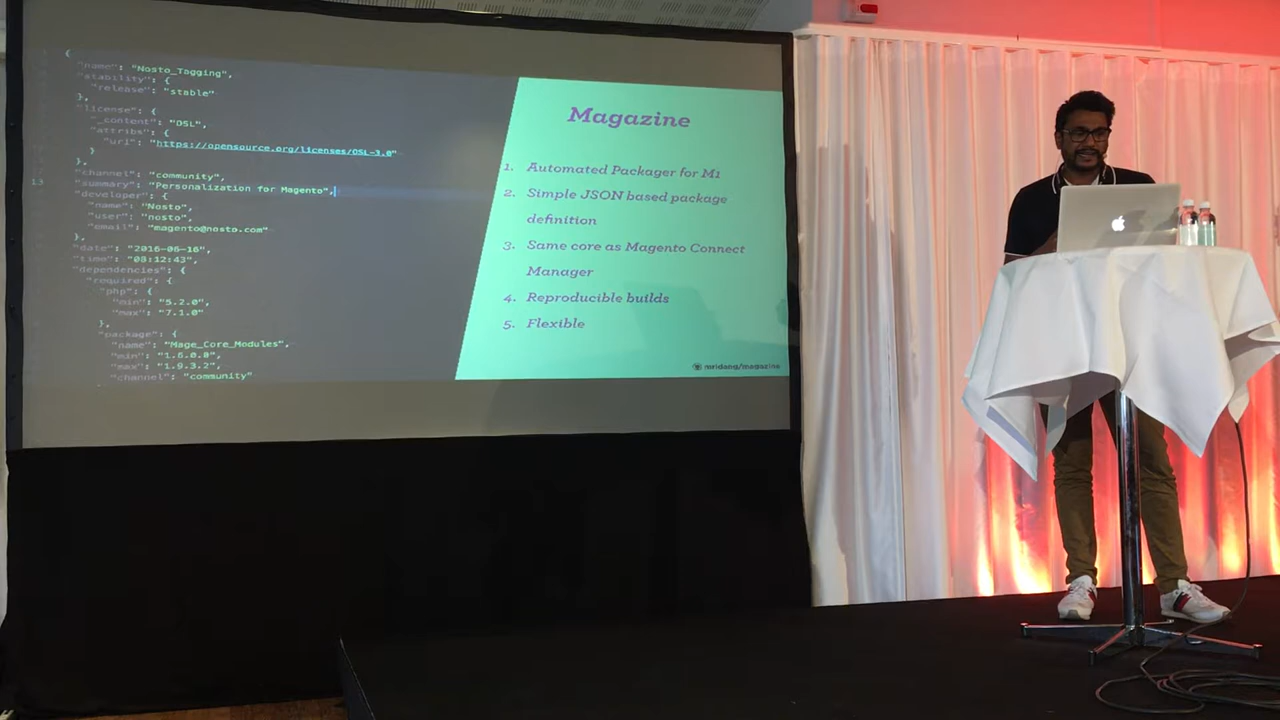 {
"name": "Nosto_Tagging",
"stability": {
"release": "stable"
},
"license": {
"_content": "OSL",
"attribs": {
"url": "https://opensource.org/licenses/OSL-3.0"
}
},
"channel": "community",
13 "summary": "Personalization for Magento",
"developer": {
"name": "Nosto",
"user": "nosto",
"email": "magento@nosto.com"
},
"date": "2016-06-16",
"time": "08:12:43",
"dependencies": {
"required": {
"php": {
"min": "5.2.0",
"max": "7.1.0"
},
"package": {
"name": "Mage_Core_Modules",
"min": "1.6.0.0",
"max": "1.9.3.2",
"channel": "community"
Magazine
1. Automated Packager for M1
2. Simple JSON based package
definition
3. Same core as Magento Connect
Manager
4. Reproducible builds
5. Flexible
mridang/magazine